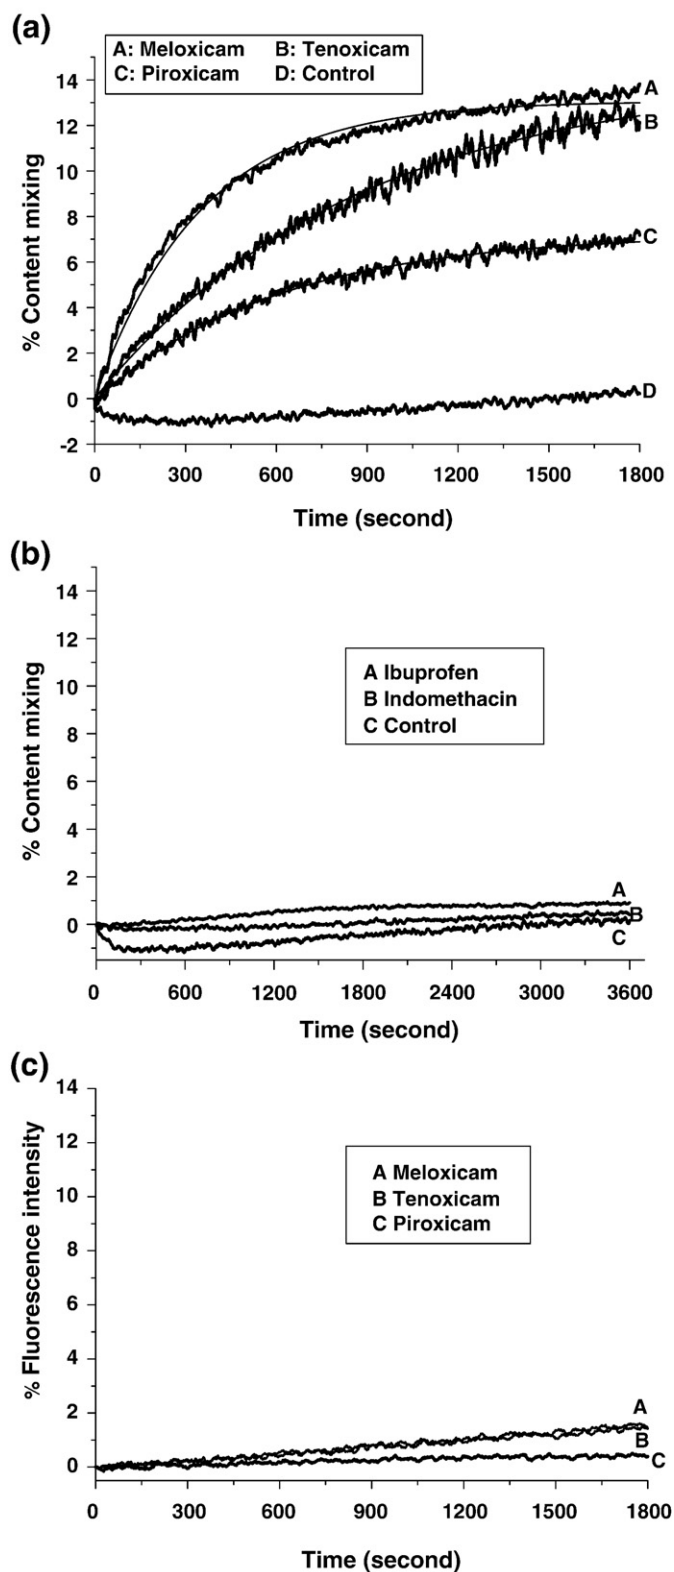 (a)
A: Meloxicam B: Tenoxicam
C: Piroxicam D: Control
% Content mixing
14
12
10
8
6
4
2
0
-2
A
B
C
D
0 300 600 900 1200 1500 1800
Time (second)
(b)
% Content mixing
14
12
10
8
6
4
2
0
A Ibuprofen
B Indomethacin
C Control
A
B
C
0 600 1200 1800 2400 3000 3600
Time (second)
(c)
% Fluorescence intensity
14
12
10
8
6
4
2
0
A Meloxicam
B Tenoxicam
C Piroxicam
A
B
C
0 300 600 900 1200 1500 1800
Time (second)